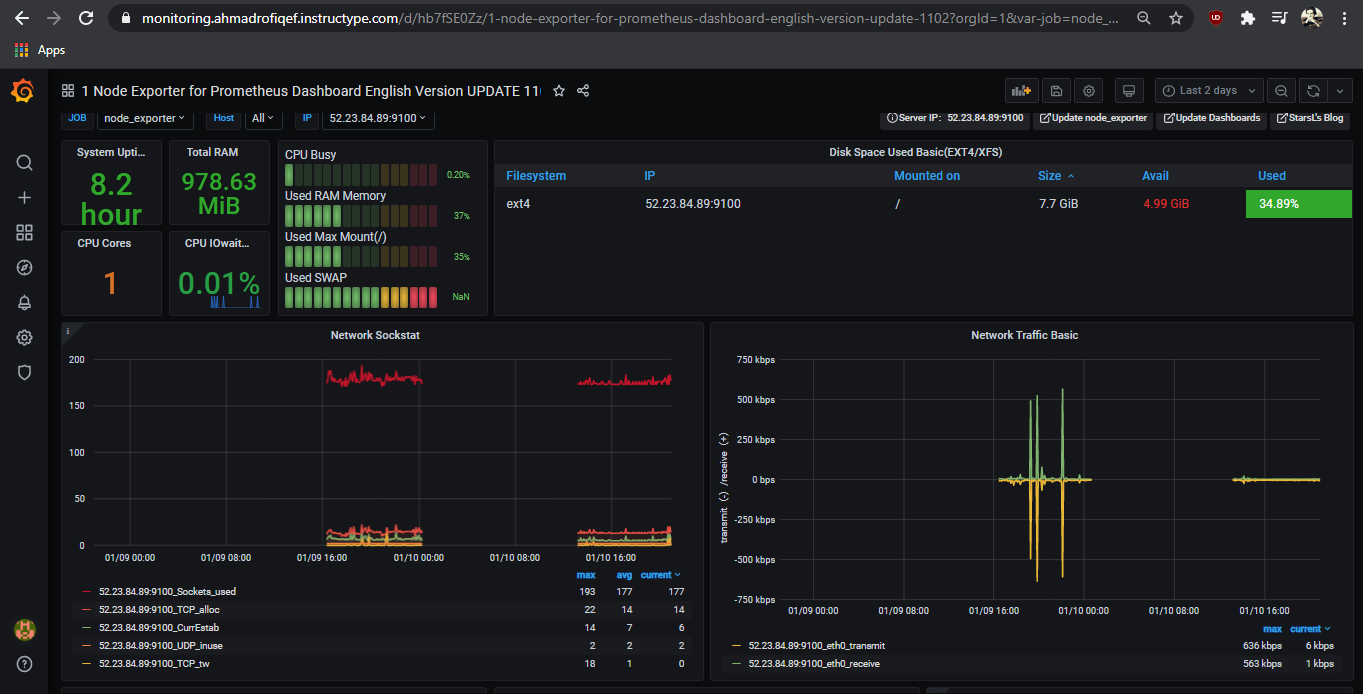 monitoring.ahmadrofiqef.instructype.com/d/hb7fSE0Zz/1-node-exporter-for-prometheus-dashboard-english-version-update-1102?orgId=1&var-job=node_...
Apps
1 Node Exporter for Prometheus Dashboard English Version UPDATE 11
Last 2 days
JOB node_exporter Host All IP 52.23.84.89:9100
Server IP: 52.23.84.89:9100 Update node_exporter Update Dashboards StarsL's Blog
System Upti...
8.2
hour
Total RAM
978.63
MiB
CPU Cores
1
CPU IOwait...
0.01%
CPU Busy
0.20%
Used RAM Memory
37%
Used Max Mount(/)
35%
Used SWAP
NaN
Disk Space Used Basic(EXT4/XFS)
Filesystem IP Mounted on Size Avail Used
ext4 52.23.84.89:9100 / 7.7 GiB 4.99 GiB 34.89%
Network Sockstat
200
150
100
50
0
01/09 00:00 01/09 08:00 01/09 16:00 01/10 00:00 01/10 08:00 01/10 16:00
max avg current
52.23.84.89:9100_Sockets_used 193 177 177
52.23.84.89:9100_TCP_alloc 22 14 14
52.23.84.89:9100_CurrEstab 14 7 6
52.23.84.89:9100_UDP_inuse 2 2 2
52.23.84.89:9100_TCP_tw 18 1 0
Network Traffic Basic
transmit (-) /receive (+)
750 kbps
500 kbps
250 kbps
0 bps
-250 kbps
-500 kbps
-750 kbps
01/09 00:00 01/09 08:00 01/09 16:00 01/10 00:00 01/10 08:00 01/10 16:00
max current
52.23.84.89:9100_eth0_transmit 636 kbps 6 kbps
52.23.84.89:9100_eth0_receive 563 kbps 1 kbps